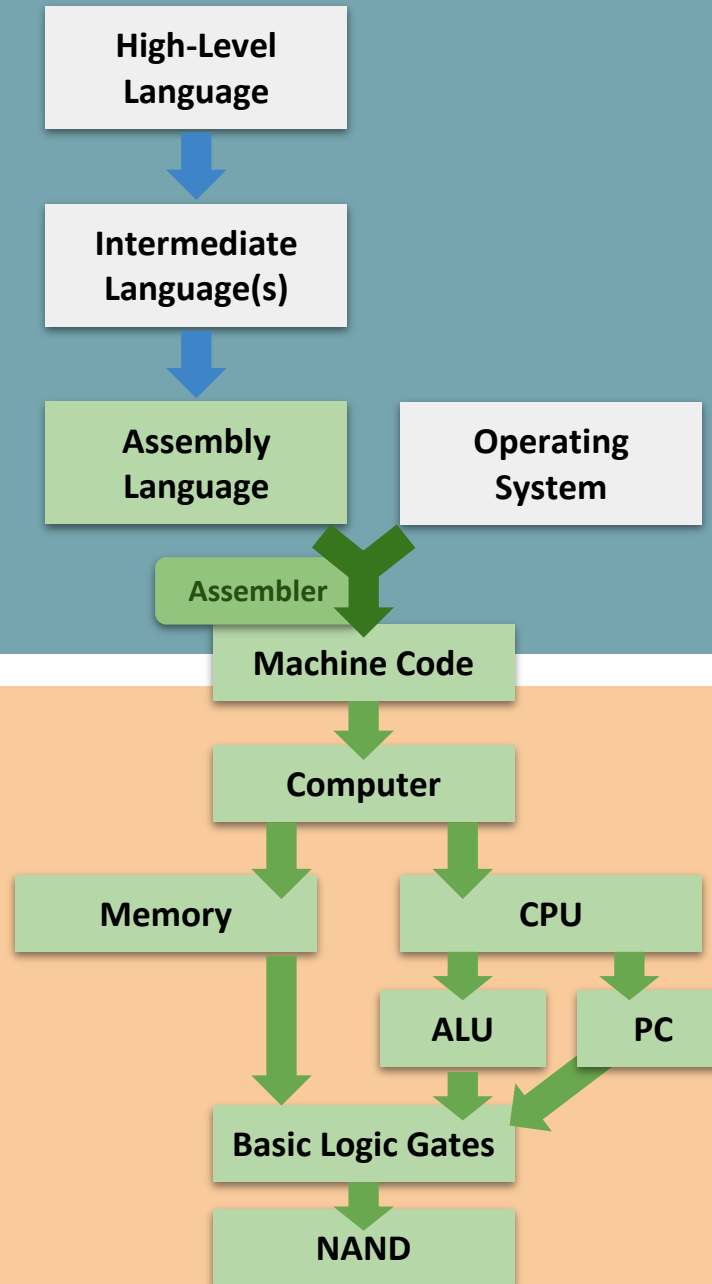 High-Level
Language
Intermediate
Language(s)
Assembly
Language
Operating
System
Assembler
Machine Code
Computer
Memory
CPU
ALU
PC
Basic Logic Gates
NAND